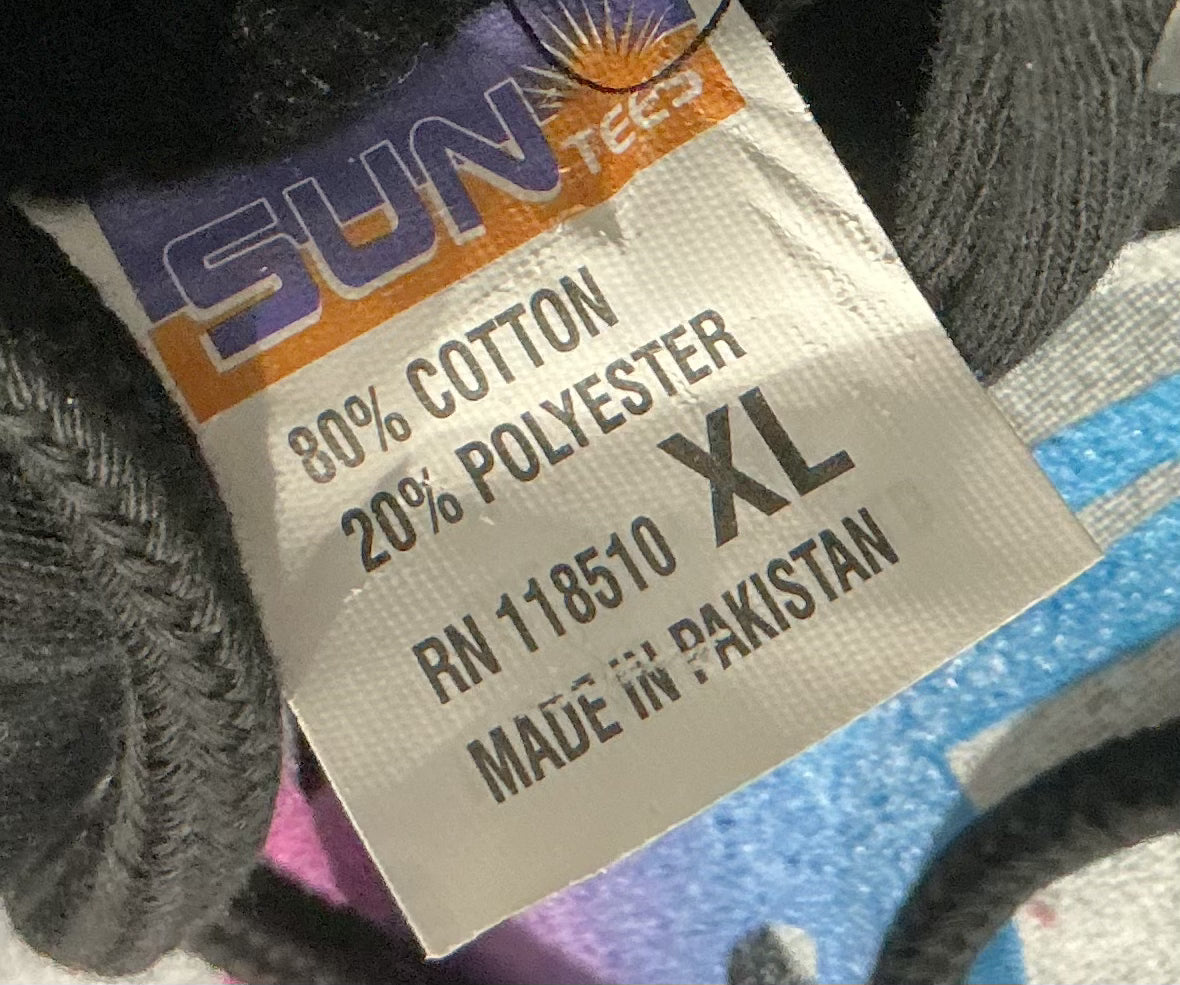 SUN TEES
80% COTTON
20% POLYESTER
XL
RN 118510
MADE IN PAKISTAN